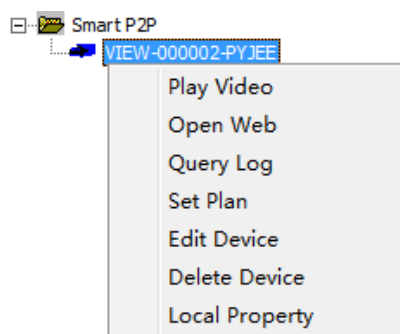 Smart P2P
VIEW-000002-PYJEE
Play Video
Open Web
Query Log
Set Plan
Edit Device
Delete Device
Local Property